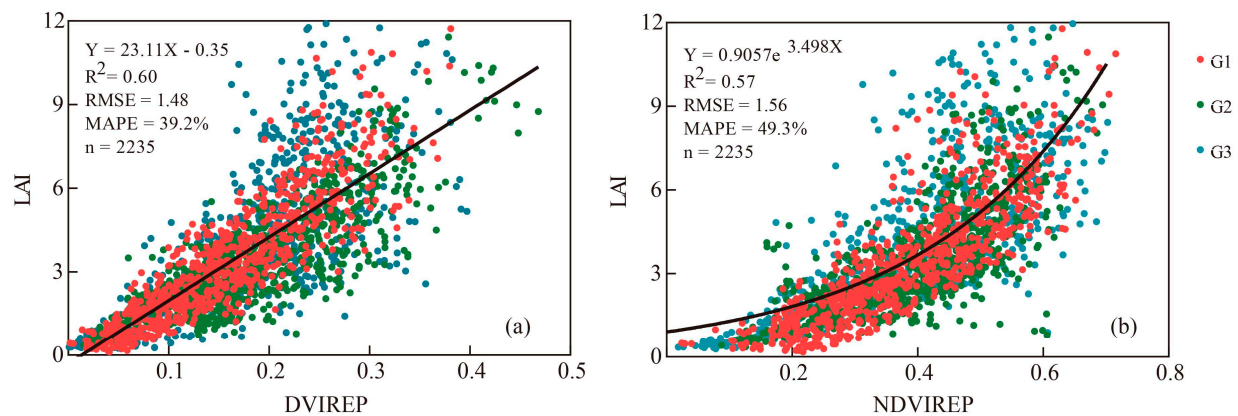 12
Y = 23.11X - 0.35
R2 = 0.60
RMSE = 1.48
MAPE = 39.2%
n = 2235
9
6
3
0
LAI
(a)
0.1 0.2 0.3 0.4 0.5
DVIREP
12
Y = 0.9057e 3.498X
R2 = 0.57
RMSE = 1.56
MAPE = 49.3%
n = 2235
9
6
3
0
LAI
(b)
0.2 0.4 0.6 0.8
NDVIREP
G1
G2
G3